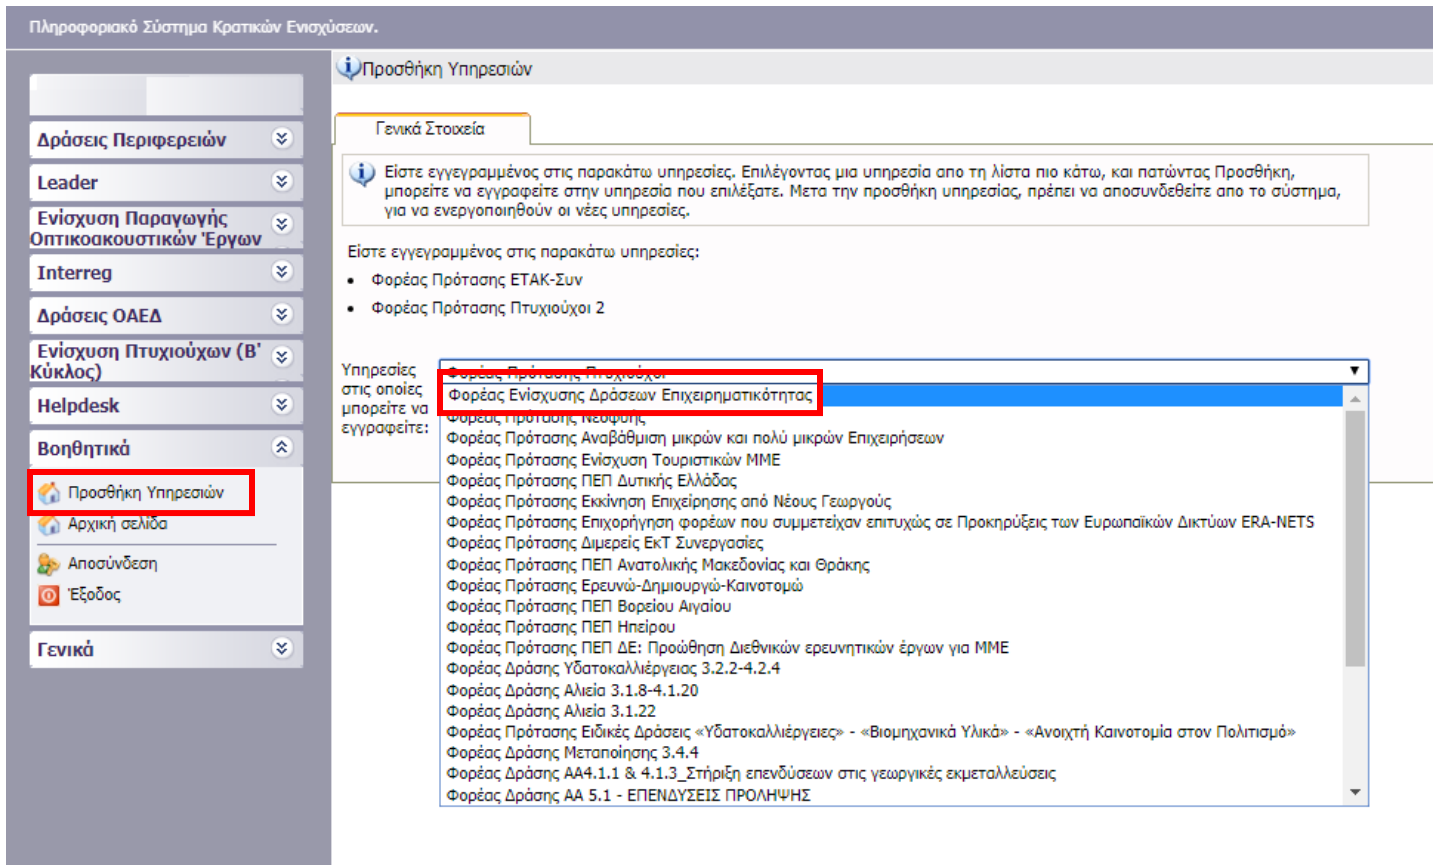 Πληροφοριακό Σύστημα Κρατικών Ενισχύσεων.
Προσθήκη Υπηρεσιών
Δράσεις Περιφερειών
Leader
Ενίσχυση Παραγωγής
Οπτικοακουστικών Έργων
Interreg
Δράσεις ΟΑΕΔ
Ενίσχυση Πτυχιούχων (Β'
Κύκλος)
Helpdesk
Βοηθητικά
Προσθήκη Υπηρεσιών
Αρχική σελίδα
Αποσύνδεση
Έξοδος
Γενικά
Γενικά Στοιχεία
Είστε εγγεγραμμένος στις παρακάτω υπηρεσίες. Επιλέγοντας μια υπηρεσία απο τη λίστα πιο κάτω, και πατώντας Προσθήκη,
μπορείτε να εγγραφείτε στην υπηρεσία που επιλέξατε. Μετα την προσθήκη υπηρεσίας, πρέπει να αποσυνδεθείτε απο το σύστημα,
για να ενεργοποιηθούν οι νέες υπηρεσίες.
Είστε εγγεγραμμένος στις παρακάτω υπηρεσίες:
• Φορέας Πρότασης ΕΤΑΚ-Συν
• Φορέας Πρότασης Πτυχιούχοι 2
Υπηρεσίες
στις οποίες
μπορείτε να
εγγραφείτε:
Φορέας Πρότασης Πτυχιούχοι
Φορέας Ενίσχυσης Δράσεων Επιχειρηματικότητας
Φορέας Πρότασης Νεοφυής
Φορέας Πρότασης Αναβάθμιση μικρών και πολύ μικρών Επιχειρήσεων
Φορέας Πρότασης Ενίσχυση Τουριστικών ΜΜΕ
Φορέας Πρότασης ΠΕΠ Δυτικής Ελλάδας
Φορέας Πρότασης Εκκίνηση Επιχείρησης από Νέους Γεωργούς
Φορέας Πρότασης Επιχορήγηση φορέων που συμμετείχαν επιτυχώς σε Προκηρύξεις των Ευρωπαϊκών Δικτύων ERA-NETS
Φορέας Πρότασης Διμερείς ΕκΤ Συνεργασίες
Φορέας Πρότασης ΠΕΠ Ανατολικής Μακεδονίας και Θράκης
Φορέας Πρότασης Ερευνώ-Δημιουργώ-Καινοτομώ
Φορέας Πρότασης ΠΕΠ Βορείου Αιγαίου
Φορέας Πρότασης ΠΕΠ Ηπείρου
Φορέας Πρότασης ΠΕΠ ΔΕ: Προώθηση Διεθνικών ερευνητικών έργων για ΜΜΕ
Φορέας Δράσης Υδατοκαλλιέργειας 3.2.2-4.2.4
Φορέας Δράσης Αλιεία 3.1.8-4.1.20
Φορέας Δράσης Αλιεία 3.1.22
Φορέας Πρότασης Ειδικές Δράσεις «Υδατοκαλλιέργειες» - «Βιομηχανικά Υλικά» - «Ανοιχτή Καινοτομία στον Πολιτισμό»
Φορέας Δράσης Μεταποίησης 3.4.4
Φορέας Δράσης ΑΑ4.1.1 & 4.1.3_Στήριξη επενδύσεων στις γεωργικές εκμεταλλεύσεις
Φορέας Δράσης ΑΑ 5.1 - ΕΠΕΝΔΥΣΕΙΣ ΠΡΟΛΗΨΗΣ